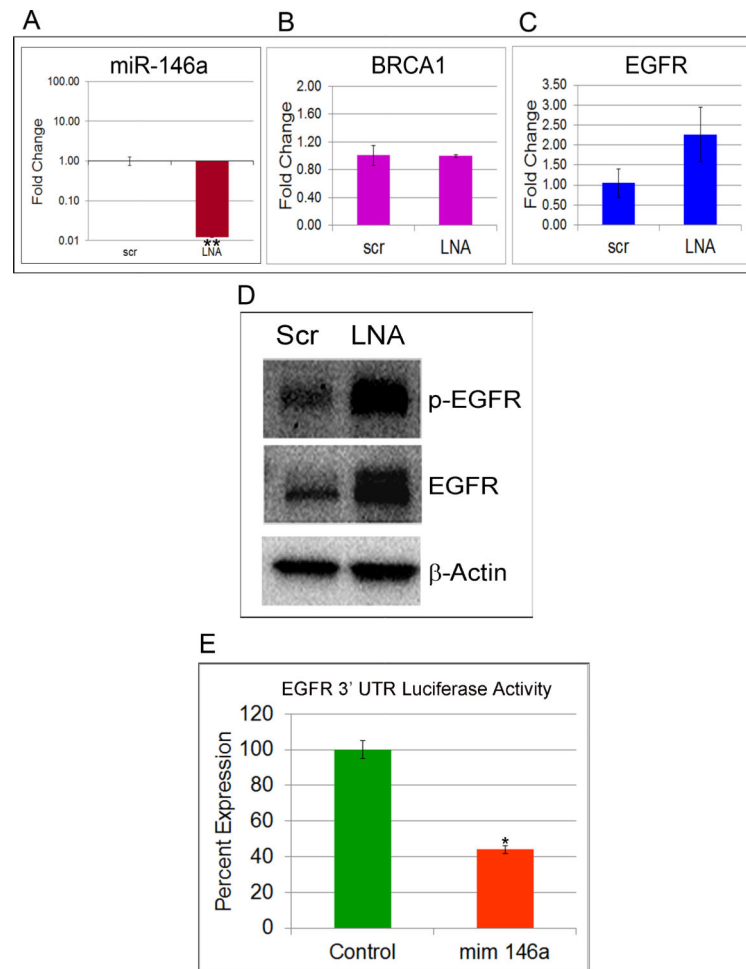 A
miR-146a
Fold Change
100.00
10.00
1.00
0.10
0.01
**
scr
LNA
B
BRCA1
Fold Change
2.00
1.60
1.20
0.80
0.40
0.00
scr
LNA
C
EGFR
Fold Change
3.50
3.00
2.50
2.00
1.50
1.00
0.50
0.00
scr
LNA
D
Scr LNA
p-EGFR
EGFR
β-Actin
E
EGFR 3’ UTR Luciferase Activity
Percent Expression
120
100
80
60
40
20
0
*
Control
mim 146a